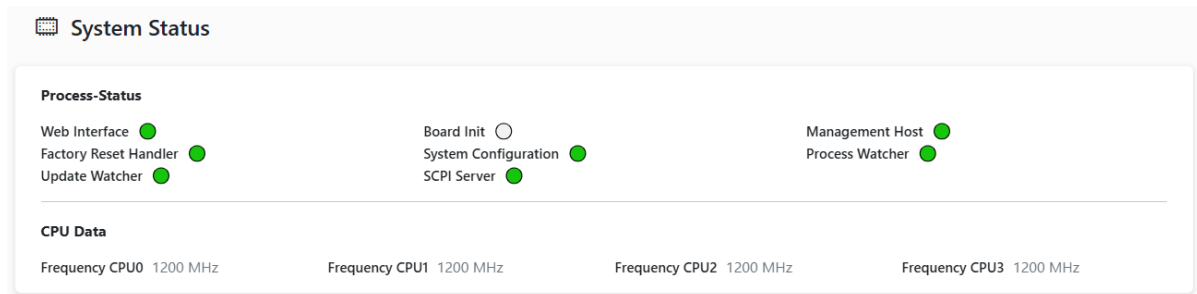 System Status
Process-Status
Web Interface Board Init Management Host
Factory Reset Handler System Configuration Process Watcher
Update Watcher SCPI Server
CPU Data
Frequency CPU0 1200 MHz Frequency CPU1 1200 MHz Frequency CPU2 1200 MHz Frequency CPU3 1200 MHz